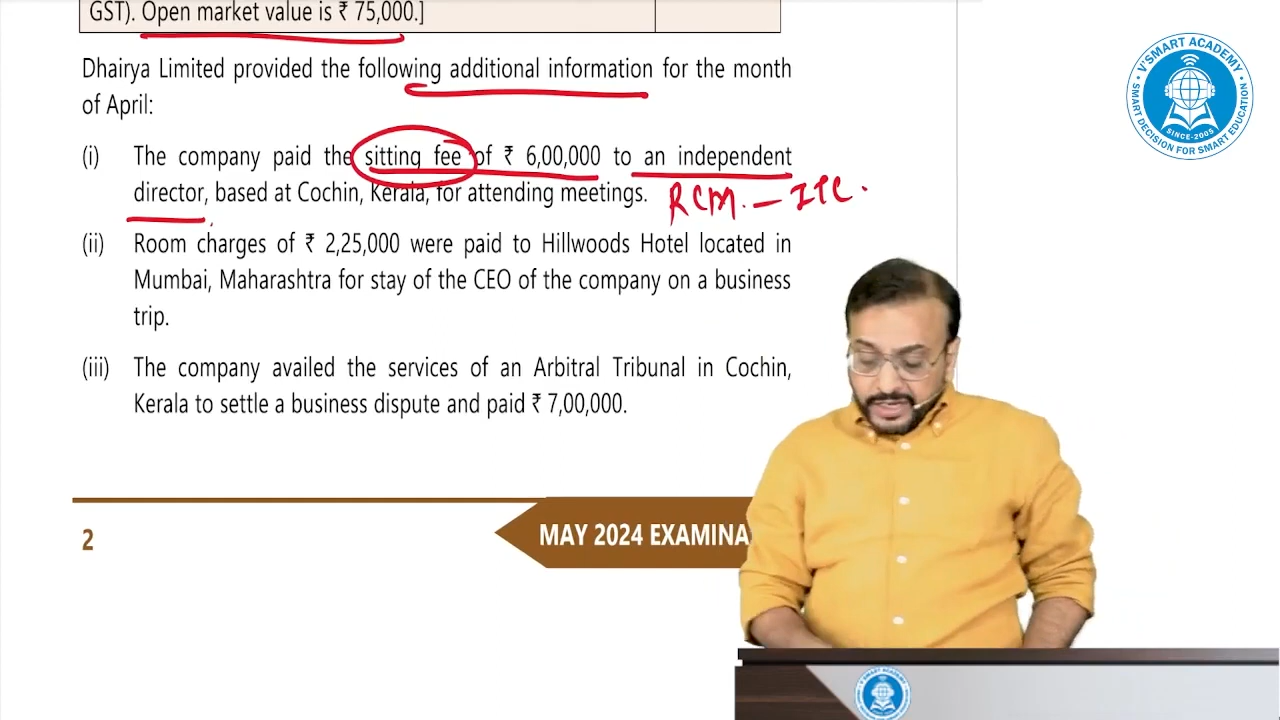 GST). Open market value is ₹ 75,000.]
Dhairya Limited provided the following additional information for the month
of April:
(i) The company paid the sitting fee of ₹ 6,00,000 to an independent
director, based at Cochin, Kerala, for attending meetings.
RCM. – ITC.
(ii) Room charges of ₹ 2,25,000 were paid to Hillwoods Hotel located in
Mumbai, Maharashtra for stay of the CEO of the company on a business
trip.
(iii) The company availed the services of an Arbitral Tribunal in Cochin,
Kerala to settle a business dispute and paid ₹ 7,00,000.
2
MAY 2024 EXAMINA
V'SMART ACADEMY
SMART DECISION FOR SMART EDUCATION
SINCE-2005